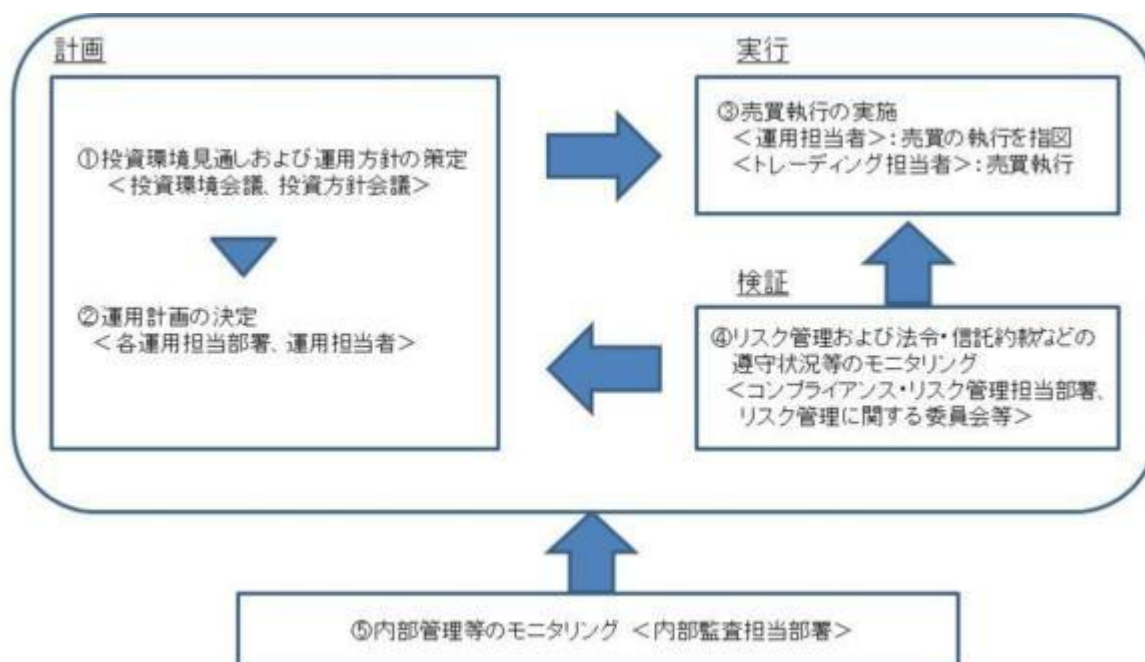 計画
①投資環境見通しおよび運用方針の策定
＜投資環境会議、投資方針会議＞
②運用計画の決定
＜各運用担当部署、運用担当者＞
実行
③売買執行の実施
＜運用担当者＞：売買の執行を指図
＜トレーディング担当者＞：売買執行
検証
④リスク管理および法令・信託約款などの
遵守状況等のモニタリング
＜コンプライアンス・リスク管理担当部署、
リスク管理に関する委員会等＞
⑤内部管理等のモニタリング ＜内部監査担当部署＞